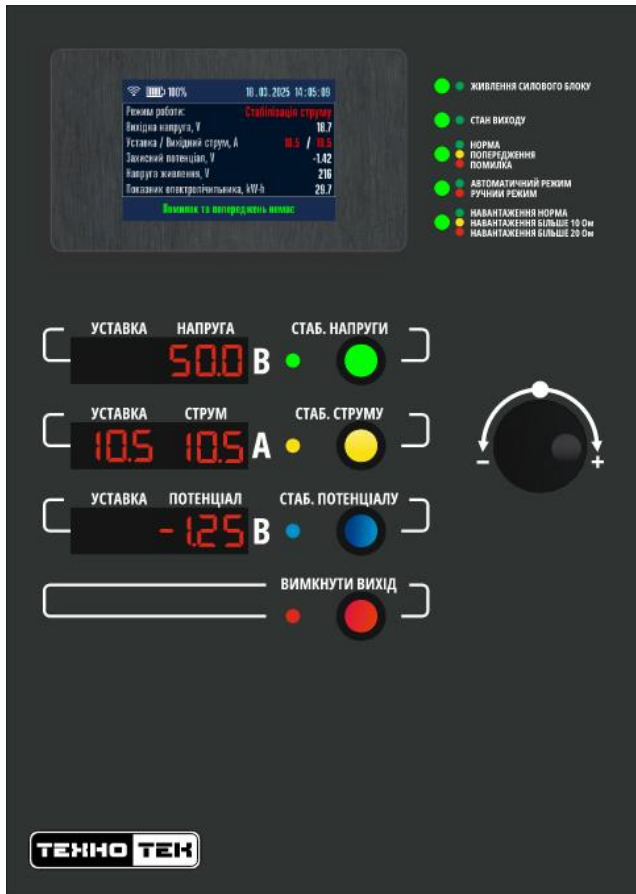 100% 18.03.2025 14:05:09
Режим роботи: Стабілізація струму
Вихідна напруга, V 18.7
Уставка / Вихідний струм, А 10.5 / 10.5
Захисний потенціал, V -1.42
Напруга живлення, V 216
Показник електролічильника, kW-h 29.7
Помилок та попереджень немає
ЖИВЛЕННЯ СИЛОВОГО БЛОКУ
СТАН ВИХОДУ
НОРМА
ПОПЕРЕДЖЕННЯ
ПОМИЛКА
АВТОМАТИЧНИЙ РЕЖИМ
РУЧНИЙ РЕЖИМ
НАВАНТАЖЕННЯ НОРМА
НАВАНТАЖЕННЯ БІЛЬШЕ 10 Ом
НАВАНТАЖЕННЯ БІЛЬШЕ 20 Ом
УСТАВКА НАПРУГА СТАБ. НАПРУГИ
50.0 В
УСТАВКА СТРУМ СТАБ. СТРУМУ
10.5 10.5 А
УСТАВКА ПОТЕНЦІАЛ СТАБ. ПОТЕНЦІАЛУ
-1.25 В
ВИМКНУТИ ВИХІД
- +
ТЕХНО ТЕК